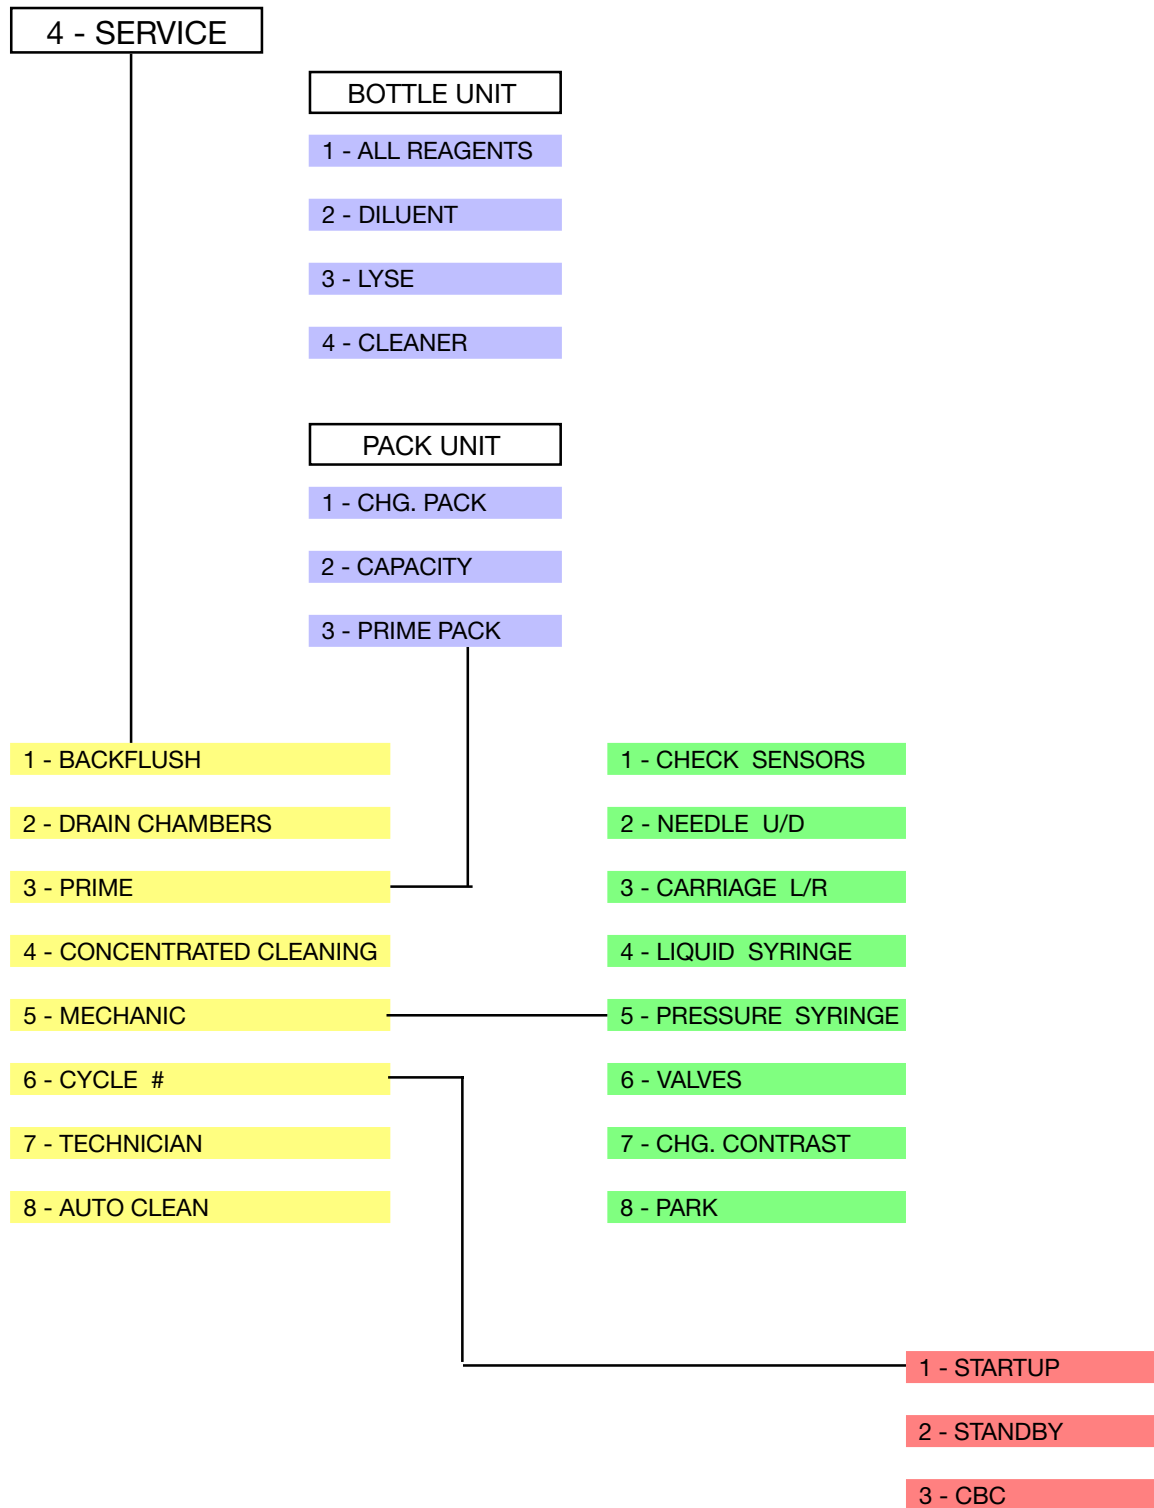 4 - SERVICE
BOTTLE UNIT
1 - ALL REAGENTS
2 - DILUENT
3 - LYSE
4 - CLEANER
PACK UNIT
1 - CHG. PACK
2 - CAPACITY
3 - PRIME PACK
1 - BACKFLUSH
2 - DRAIN CHAMBERS
3 - PRIME
4 - CONCENTRATED CLEANING
5 - MECHANIC
6 - CYCLE #
7 - TECHNICIAN
8 - AUTO CLEAN
1 - CHECK SENSORS
2 - NEEDLE U/D
3 - CARRIAGE L/R
4 - LIQUID SYRINGE
5 - PRESSURE SYRINGE
6 - VALVES
7 - CHG. CONTRAST
8 - PARK
1 - STARTUP
2 - STANDBY
3 - CBC